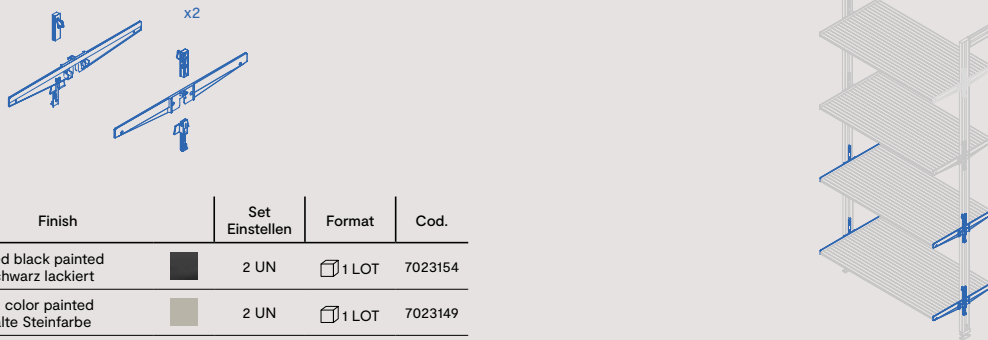 x2
Finish
Set
Einstellen
Format
Cod.
d black painted
hwarz lackiert
2 UN
1 LOT
7023154
color painted
lte Steinfarbe
2 UN
1 LOT
7023149